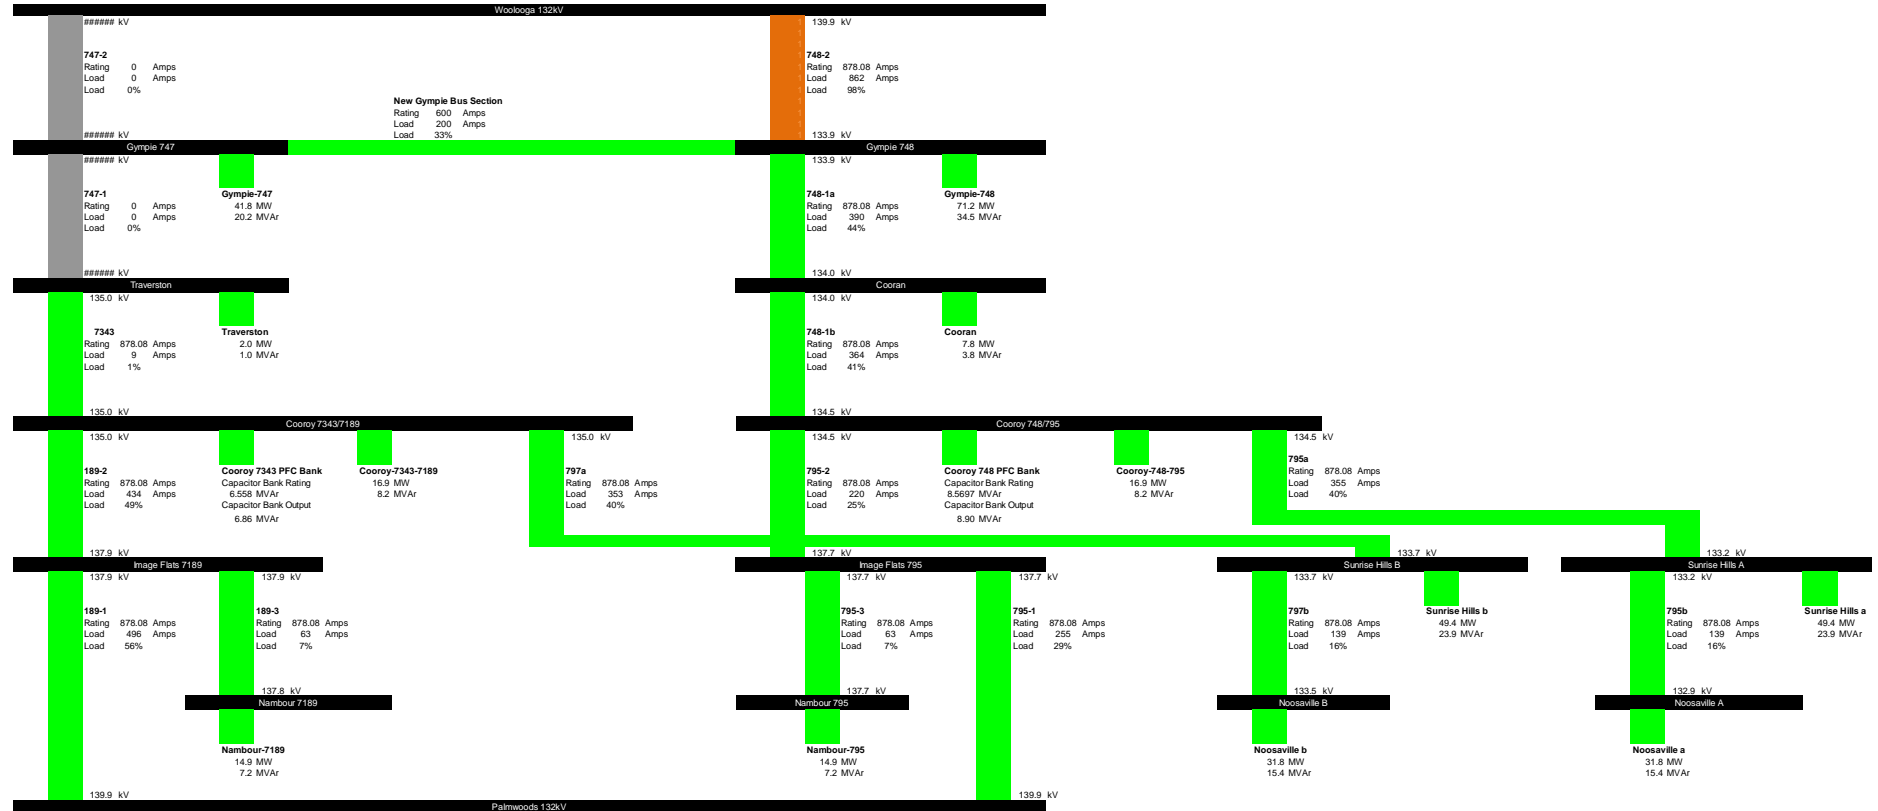 Woolooga 132kV
###### kV
139.9 kV
747-2
Rating 0 Amps
Load 0 Amps
Load 0%
748-2
Rating 878.08 Amps
Load 862 Amps
Load 98%
New Gympie Bus Section
Rating 600 Amps
Load 200 Amps
Load 33%
###### kV
133.9 kV
Gympie 747
Gympie 748
###### kV
133.9 kV
747-1
Rating 0 Amps
Load 0 Amps
Load 0%
Gympie-747
41.8 MW
20.2 MVAr
748-1a
Rating 878.08 Amps
Load 390 Amps
Load 44%
Gympie-748
71.2 MW
34.5 MVAr
###### kV
134.0 kV
Traverston
Cooran
135.0 kV
134.0 kV
7343
Rating 878.08 Amps
Load 9 Amps
Load 1%
Traverston
2.0 MW
1.0 MVAr
748-1b
Rating 878.08 Amps
Load 364 Amps
Load 41%
Cooran
7.8 MW
3.8 MVAr
135.0 kV
134.5 kV
Cooroy 7343/7189
Cooroy 748/795
135.0 kV
135.0 kV
134.5 kV
134.5 kV
189-2
Rating 878.08 Amps
Load 434 Amps
Load 49%
Cooroy 7343 PFC Bank
Capacitor Bank Rating
6.558 MVAr
Capacitor Bank Output
6.86 MVAr
Cooroy-7343-7189
16.9 MW
8.2 MVAr
797a
Rating 878.08 Amps
Load 353 Amps
Load 40%
795-2
Rating 878.08 Amps
Load 220 Amps
Load 25%
Cooroy 748 PFC Bank
Capacitor Bank Rating
8.5697 MVAr
Capacitor Bank Output
8.90 MVAr
Cooroy-748-795
16.9 MW
8.2 MVAr
795a
Rating 878.08 Amps
Load 355 Amps
Load 40%
137.9 kV
137.7 kV
133.7 kV
133.2 kV
Image Flats 7189
Image Flats 795
Sunrise Hills B
Sunrise Hills A
137.9 kV
137.9 kV
137.7 kV
137.7 kV
133.7 kV
133.2 kV
189-1
Rating 878.08 Amps
Load 496 Amps
Load 56%
189-3
Rating 878.08 Amps
Load 63 Amps
Load 7%
795-3
Rating 878.08 Amps
Load 63 Amps
Load 7%
795-1
Rating 878.08 Amps
Load 255 Amps
Load 29%
797b
Rating 878.08 Amps
Load 139 Amps
Load 16%
Sunrise Hills b
49.4 MW
23.9 MVAr
795b
Rating 878.08 Amps
Load 139 Amps
Load 16%
Sunrise Hills a
49.4 MW
23.9 MVAr
137.8 kV
137.7 kV
133.5 kV
132.9 kV
Nambour 7189
Nambour 795
Noosaville B
Noosaville A
Nambour-7189
14.9 MW
7.2 MVAr
Nambour-795
14.9 MW
7.2 MVAr
Noosaville b
31.8 MW
15.4 MVAr
Noosaville a
31.8 MW
15.4 MVAr
139.9 kV
139.9 kV
Palmwoods 132kV